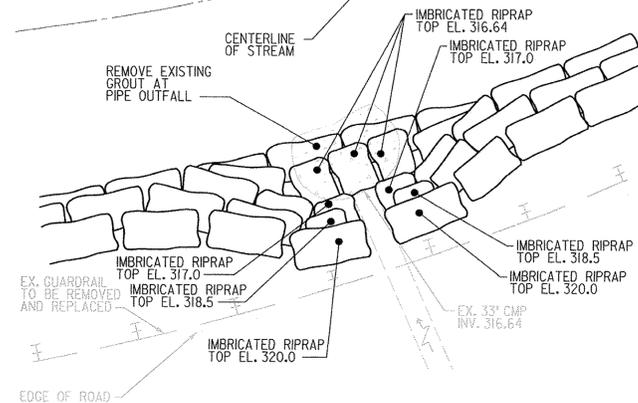 IMBRICATED RIPRAP
TOP EL. 316.64
CENTERLINE
OF STREAM
IMBRICATED RIPRAP
TOP EL. 317.0
REMOVE EXISTING
GROUT AT
PIPE OUTFALL
IMBRICATED RIPRAP
TOP EL. 318.5
IMBRICATED RIPRAP
TOP EL. 317.0
IMBRICATED RIPRAP
TOP EL. 320.0
EX. GUARDRAIL
TO BE REMOVED
AND REPLACED
IMBRICATED RIPRAP
TOP EL. 318.5
EX. 33' CMP
INV. 316.64
IMBRICATED RIPRAP
TOP EL. 320.0
EDGE OF ROAD